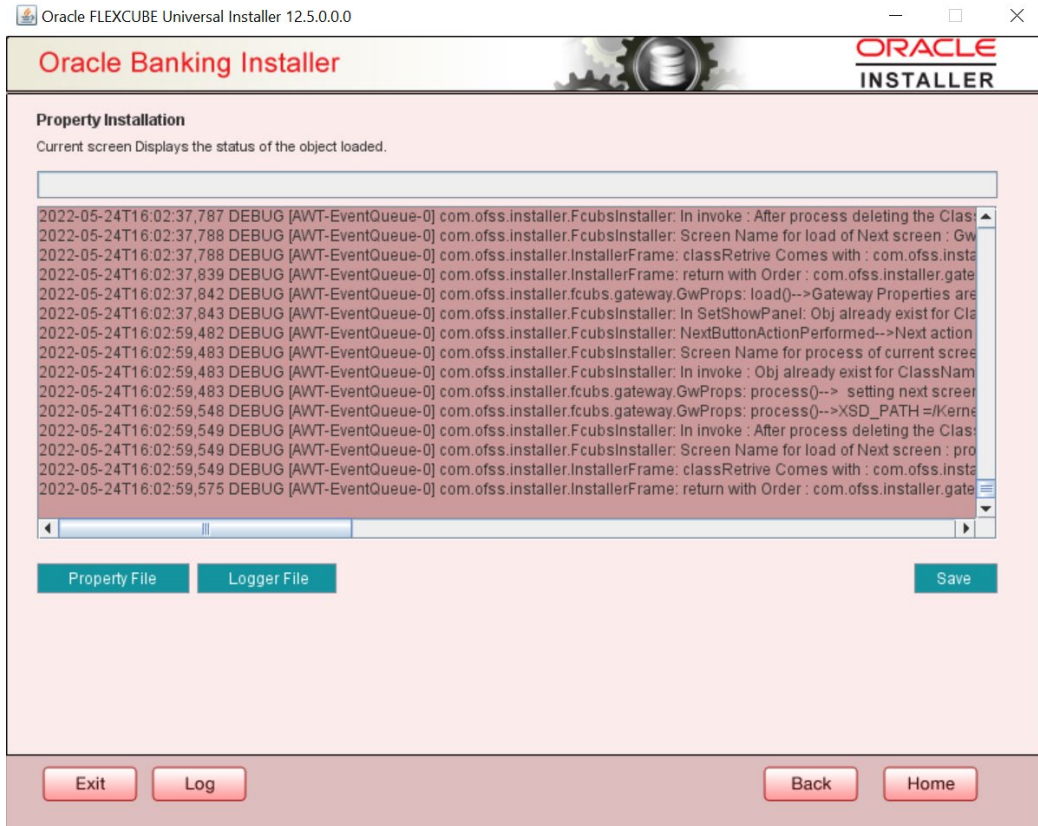 Oracle FLEXCUBE Universal Installer 12.5.0.0.0
Oracle Banking Installer
ORACLE
INSTALLER
Property Installation
Current screen Displays the status of the object loaded.
2022-05-24T16:02:37,787 DEBUG [AWT-EventQueue-0] com.ofss.installer.FcubsInstaller: In invoke : After process deleting the Clas
2022-05-24T16:02:37,788 DEBUG [AWT-EventQueue-0] com.ofss.installer.FcubsInstaller: Screen Name for load of Next screen : Gw
2022-05-24T16:02:37,788 DEBUG [AWT-EventQueue-0] com.ofss.installer.InstallerFrame: classRetrive Comes with : com.ofss.insta
2022-05-24T16:02:37,839 DEBUG [AWT-EventQueue-0] com.ofss.installer.InstallerFrame: return with Order : com.ofss.installer.gate
2022-05-24T16:02:37,842 DEBUG [AWT-EventQueue-0] com.ofss.installer.fcubs.gateway.GwProps: load()-->Gateway Properties are
2022-05-24T16:02:37,843 DEBUG [AWT-EventQueue-0] com.ofss.installer.FcubsInstaller: In SetShowPanel: Obj already exist for Cla
2022-05-24T16:02:59,482 DEBUG [AWT-EventQueue-0] com.ofss.installer.FcubsInstaller: NextButtonActionPerformed-->Next action
2022-05-24T16:02:59,483 DEBUG [AWT-EventQueue-0] com.ofss.installer.FcubsInstaller: Screen Name for process of current scree
2022-05-24T16:02:59,483 DEBUG [AWT-EventQueue-0] com.ofss.installer.FcubsInstaller: In invoke : Obj already exist for ClassNam
2022-05-24T16:02:59,483 DEBUG [AWT-EventQueue-0] com.ofss.installer.fcubs.gateway.GwProps: process()--> setting next screen
2022-05-24T16:02:59,548 DEBUG [AWT-EventQueue-0] com.ofss.installer.fcubs.gateway.GwProps: process()-->XSD_PATH =/Kerne
2022-05-24T16:02:59,549 DEBUG [AWT-EventQueue-0] com.ofss.installer.FcubsInstaller: In invoke : After process deleting the Clas
2022-05-24T16:02:59,549 DEBUG [AWT-EventQueue-0] com.ofss.installer.FcubsInstaller: Screen Name for load of Next screen : pro
2022-05-24T16:02:59,549 DEBUG [AWT-EventQueue-0] com.ofss.installer.InstallerFrame: classRetrive Comes with : com.ofss.insta
2022-05-24T16:02:59,575 DEBUG [AWT-EventQueue-0] com.ofss.installer.InstallerFrame: return with Order : com.ofss.installer.gate
Property File
Logger File
Save
Exit
Log
Back
Home